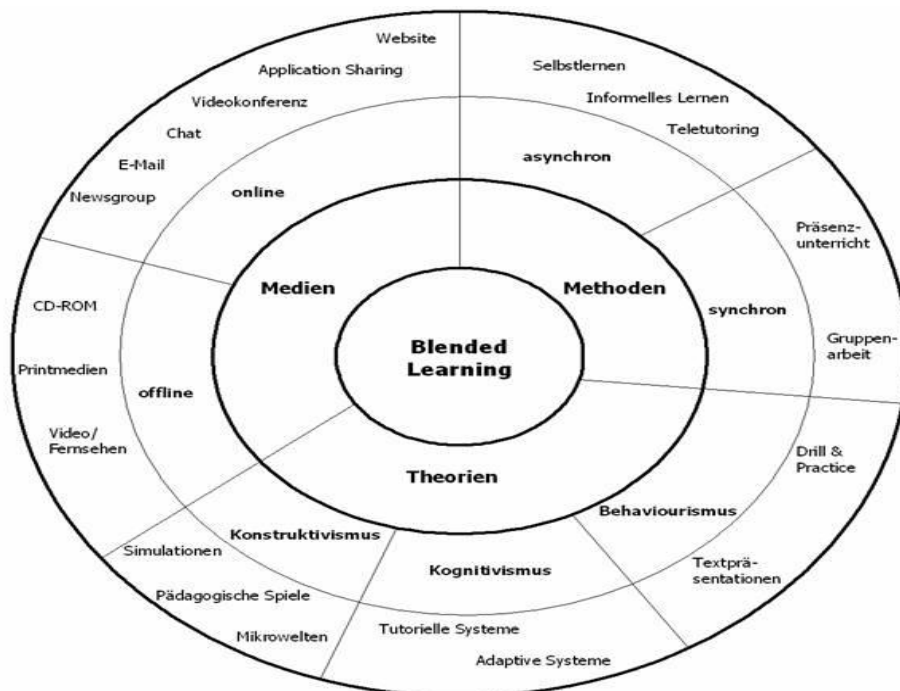 Website
Application Sharing
Videokonferenz
Chat
E-Mail
Newsgroup
online
Selbstlernen
Informelles Lernen
Teletutoring
asynchron
Präsenz-
unterricht
synchron
Gruppen-
arbeit
Medien
Methoden
Blended
Learning
Theorien
CD-ROM
Printmedien
offline
Video/
Fernsehen
Drill &
Practice
Behaviourismus
Textprä-
sentationen
Konstruktivismus
Simulationen
Pädagogische Spiele
Mikrowelten
Kognitivismus
Tutorielle Systeme
Adaptive Systeme